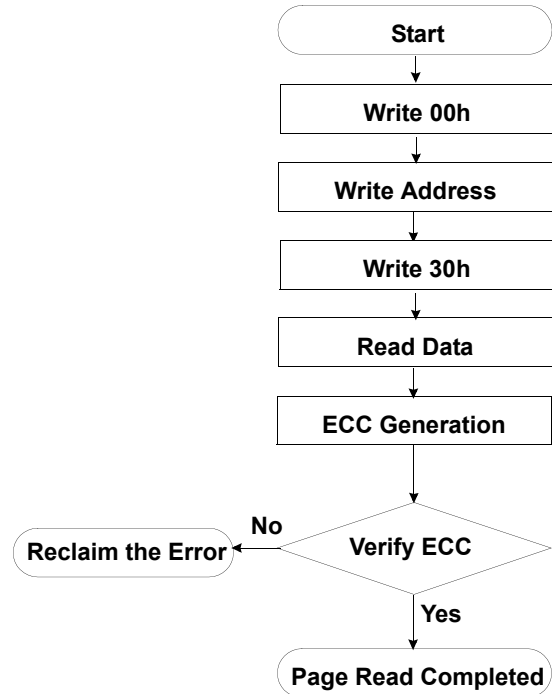 Start
Write 00h
Write Address
Write 30h
Read Data
ECC Generation
No
Reclaim the Error
Verify ECC
Yes
Page Read Completed